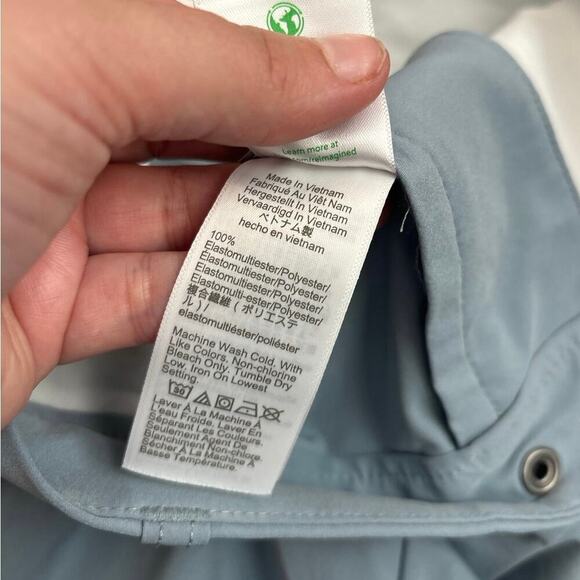 Learn more at
/reimagined
Made In Vietnam
Fabriqué Au Viêt Nam
Hergestellt In Vietnam
Vervaardigd In Vietnam
ベトナム製
hecho en vietnam
100%
Elastomultiester/Polyester/
Élastomultiester/Polyester/
Elastomultiester/Polyester/
Elastomulti-ester/Polyester/
複合繊維(ポリエステ
ル)/
elastomultiéster/poliéster
Machine Wash Cold, With
Like Colors, Non-chlorine
Bleach Only, Tumble Dry
Low, Iron On Lowest
Setting.
30
Laver À La Machine À
L'eau Froide, Laver En
Séparant Les Couleurs,
Seulement Agent De
Blanchiment Non-chlore,
Sécher À La Machine À
Basse Température,